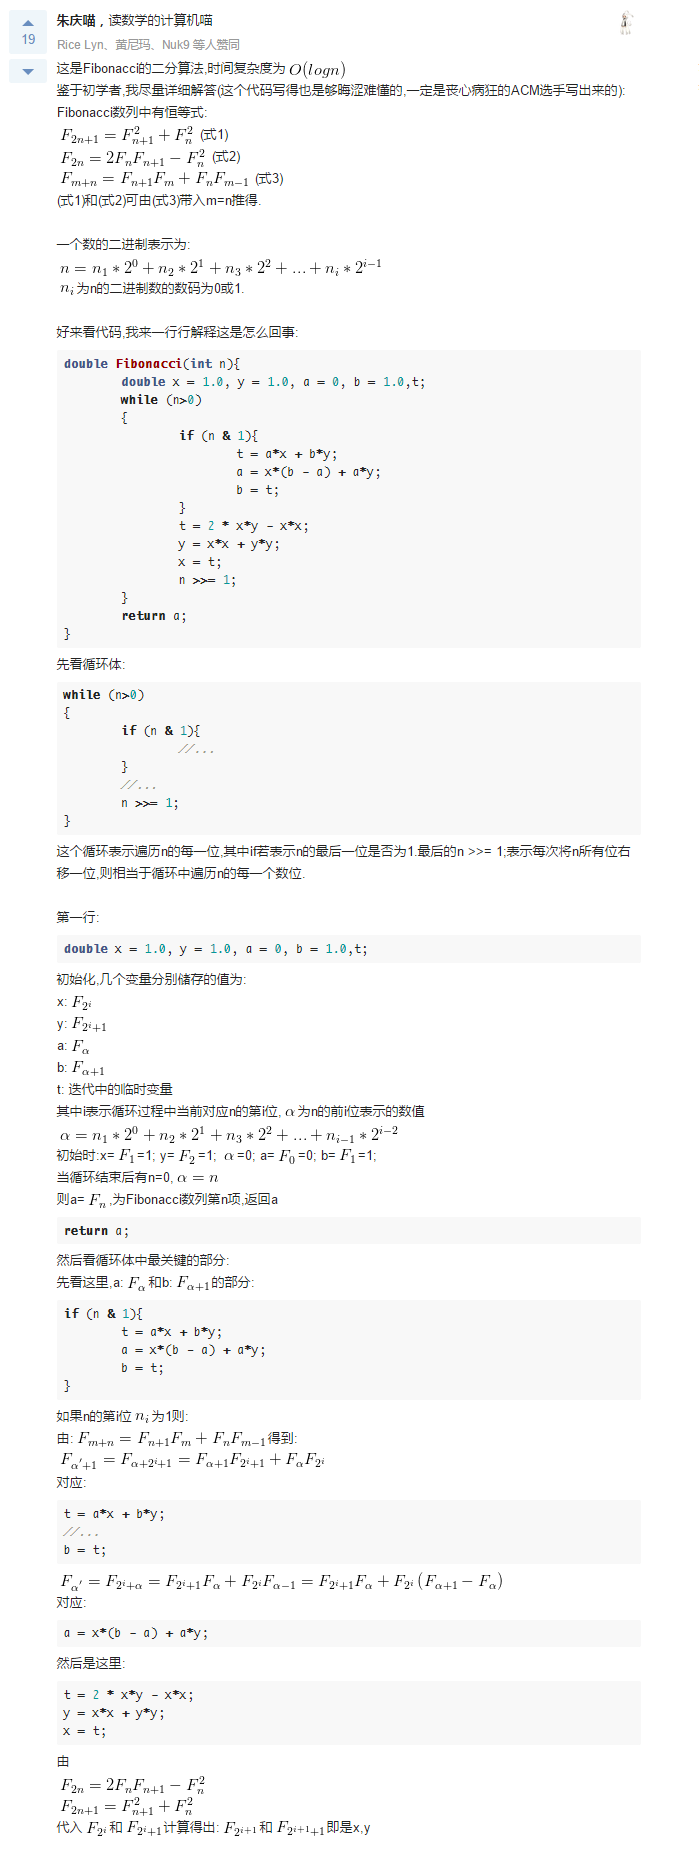 19
朱庆喵，读数学的计算机喵
Rice Lyn、黄尼玛、Nuk9 等人赞同
这是Fibonacci的二分算法,时间复杂度为 O(logn)
鉴于初学者,我尽量详细解答(这个代码写得也是够晦涩难懂的,一定是丧心病狂的ACM选手写出来的):
Fibonacci数列中有恒等式:
F_{2n+1} = F_{n+1}^2 + F_n^2 (式1)
F_{2n} = 2F_nF_{n+1} − F_n^2 (式2)
F_{m+n} = F_{n+1}F_m + F_nF_{m−1} (式3)
(式1)和(式2)可由(式3)带入m=n推得.
一个数的二进制表示为:
n = n_1 * 2^0 + n_2 * 2^1 + n_3 * 2^2 + ... + n_i * 2^{i−1}
n_i 为n的二进制数的数码为0或1.
好来看代码,我来一行行解释这是怎么回事:
double Fibonacci(int n){
double x = 1.0, y = 1.0, a = 0, b = 1.0,t;
while (n>0)
{
if (n & 1){
t = a*x + b*y;
a = x*(b - a) + a*y;
b = t;
}
t = 2 * x*y - x*x;
y = x*x + y*y;
x = t;
n >>= 1;
}
return a;
}
先看循环体:
while (n>0)
{
if (n & 1){
//...
}
//...
n >>= 1;
}
这个循环表示遍历n的每一位,其中if若表示n的最后一位是否为1.最后的n >>= 1;表示每次将n所有位右
移一位,则相当于循环中遍历n的每一个数位.
第一行:
double x = 1.0, y = 1.0, a = 0, b = 1.0,t;
初始化,几个变量分别储存的值为:
x: F_{2^i}
y: F_{2^i+1}
a: F_α
b: F_{α+1}
t: 迭代中的临时变量
其中i表示循环过程中当前对应n的第i位, α 为n的前i位表示的数值
α = n_1 * 2^0 + n_2 * 2^1 + n_3 * 2^2 + ... + n_{i−1} * 2^{i−2}
初始时:x= F_1 =1; y= F_2 =1; α =0; a= F_0 =0; b= F_1 =1;
当循环结束后有n=0, α = n
则a= F_n ,为Fibonacci数列第n项,返回a
return a;
然后看循环体中最关键的部分:
先看这里,a: F_α 和b: F_{α+1} 的部分:
if (n & 1){
t = a*x + b*y;
a = x*(b - a) + a*y;
b = t;
}
如果n的第i位 n_i 为1则:
由: F_{m+n} = F_{n+1}F_m + F_nF_{m−1} 得到:
F_{α'+1} = F_{α+2^i+1} = F_{α+1}F_{2^i+1} + F_αF_{2^i}
对应:
t = a*x + b*y;
//...
b = t;
F_{α'} = F_{2^i+α} = F_{2^i+1}F_α + F_{2^i}F_{α−1} = F_{2^i+1}F_α + F_{2^i} (F_{α+1} − F_α)
对应:
a = x*(b - a) + a*y;
然后是这里:
t = 2 * x*y - x*x;
y = x*x + y*y;
x = t;
由
F_{2n} = 2F_nF_{n+1} − F_n^2
F_{2n+1} = F_{n+1}^2 + F_n^2
代入 F_{2^i} 和 F_{2^i+1} 计算得出: F_{2^{i+1}} 和 F_{2^{i+1}+1} 即是x,y